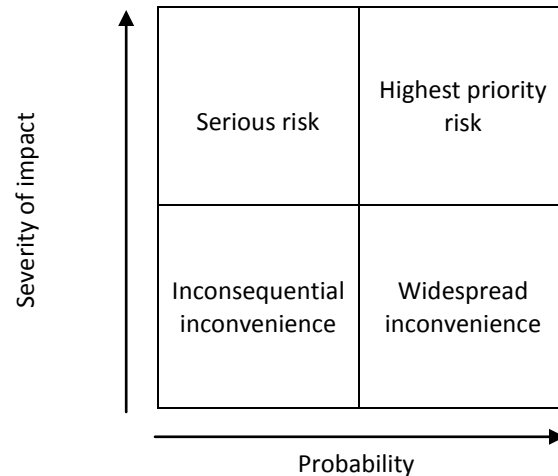 Severity of impact
Serious risk
Highest priority
risk
Inconsequential
inconvenience
Widespread
inconvenience
Probability